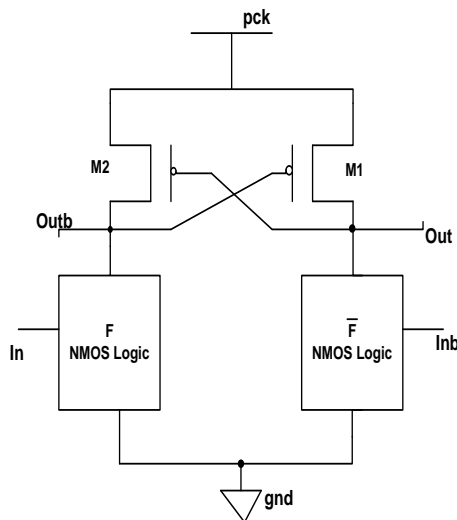 pck
M2
M1
Outb
Out
F
NMOS Logic
F̅
NMOS Logic
In
Inb
gnd